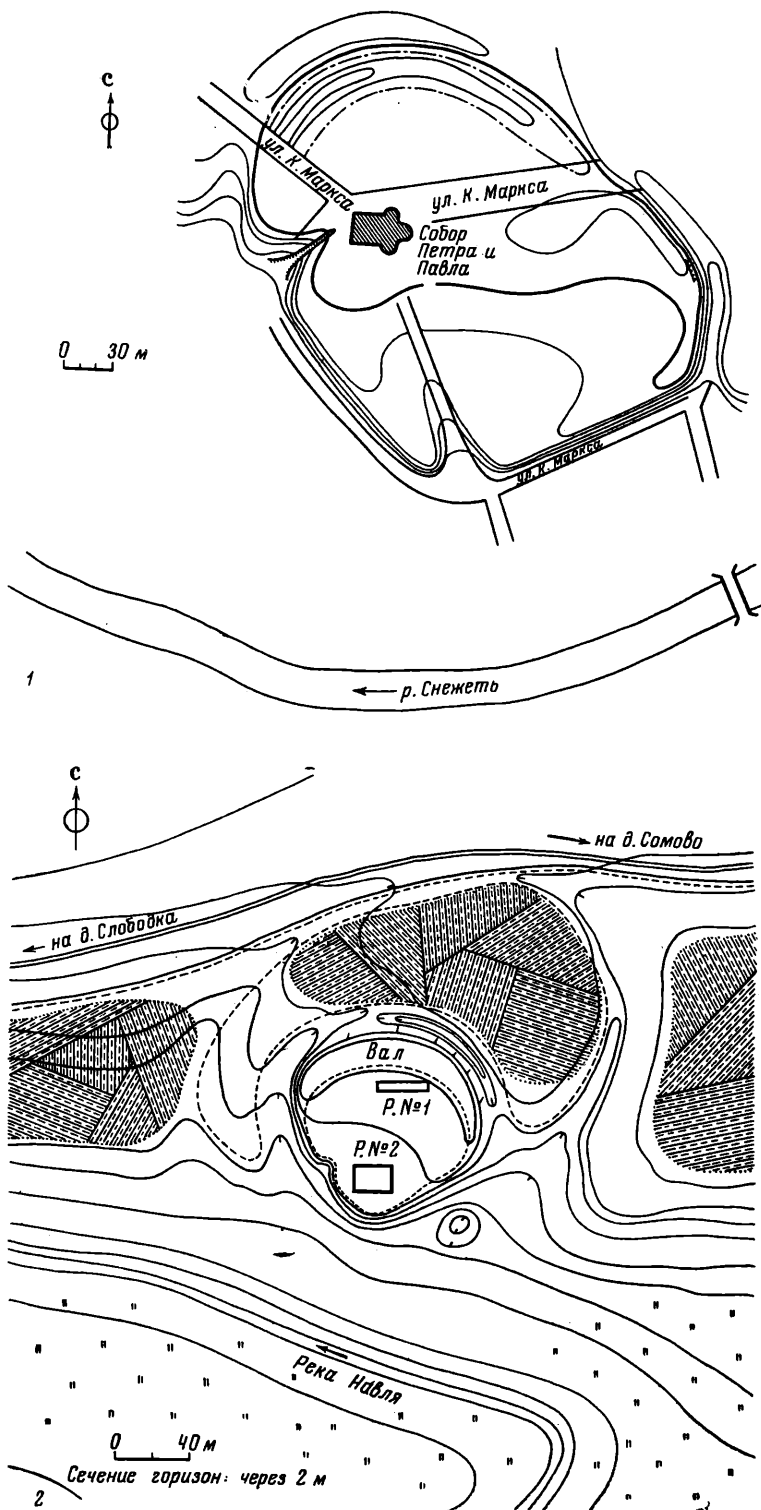 С
ул. К. Маркса
ул. К. Маркса
Собор
Петра и
Павла
0 30 м
ул. К. Маркса
1
р. Снежеть
С
на д. Сомово
на д. Слободка
Вал
Р. №1
Р. №2
Река Навля
0 40 м
Сечение горизон: через 2 м
2